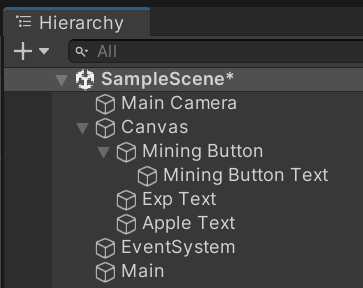 Hierarchy
All
SampleScene*
Main Camera
Canvas
Mining Button
Mining Button Text
Exp Text
Apple Text
EventSystem
Main